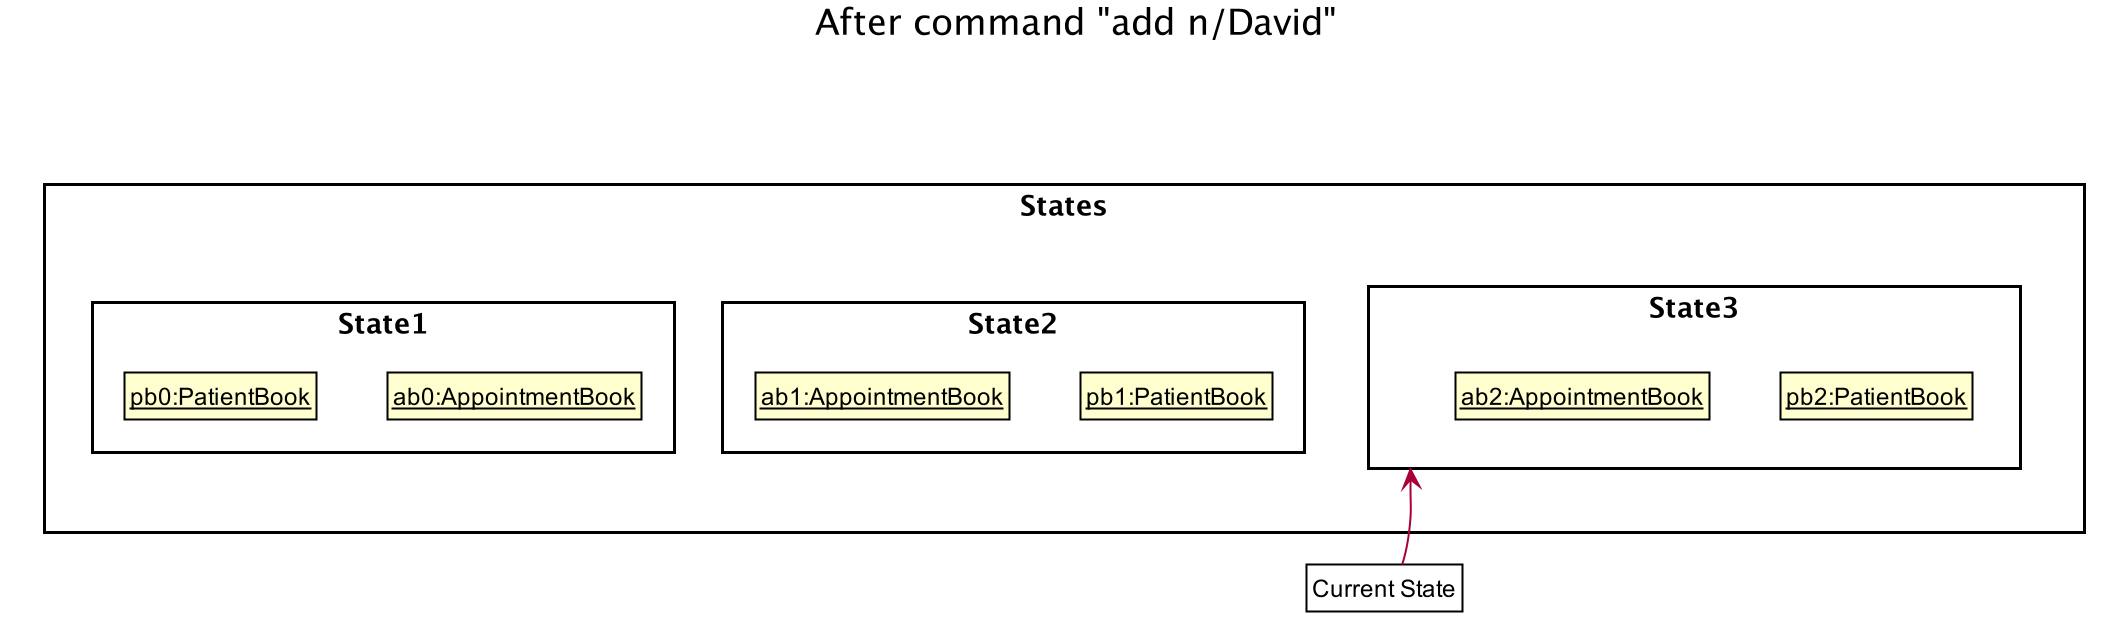 After command "add n/David"
States
State1
pb0:PatientBook
ab0:AppointmentBook
State2
ab1:AppointmentBook
pb1:PatientBook
State3
ab2:AppointmentBook
pb2:PatientBook
Current State